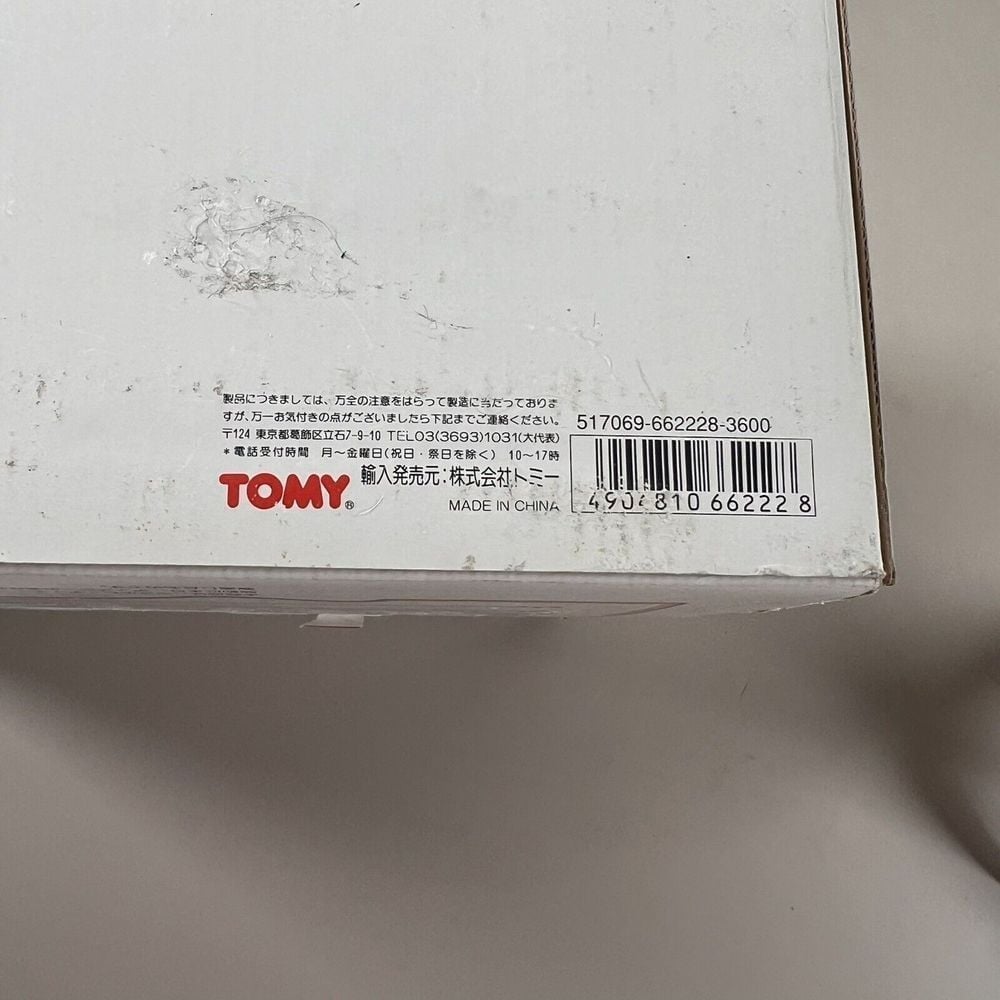 製品につきましては、万全の注意をはらって製造に当たっておりま
すが、万一お気付きの点がございましたら下記までご連絡ください。
〒124 東京都葛飾区立石7-9-10 TEL03(3693)1031(大代表)
*電話受付時間 月〜金曜日(祝日・祭日を除く) 10〜17時
TOMY® 輸入発売元:株式会社トミー
MADE IN CHINA
517069-662228-3600
4904810662228